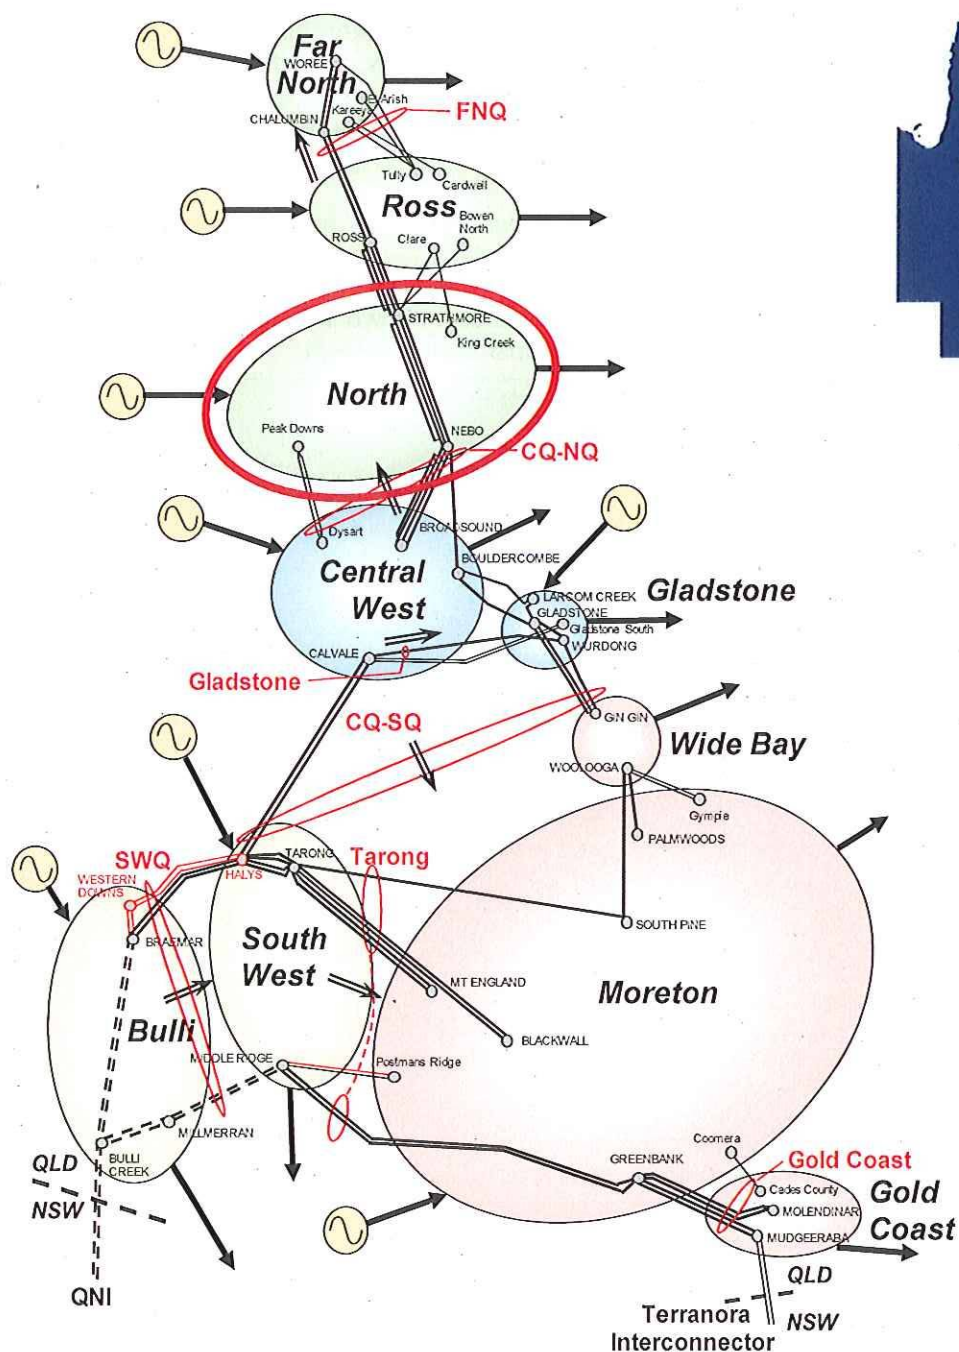 Far
North
WOREE
El Arish
Kareeya
CHALUMBIN
FNQ
Tully
Cardwell
Ross
Bowen
North
ROSS
Clare
STRATHMORE
King Creek
North
Peak Downs
NEBO
CQ-NQ
Dysart
BROADSOUND
BOULDERCOMBE
Central
West
LARCOM CREEK
Gladstone
GLADSTONE
Gladstone South
WURDONG
CALVALE
Gladstone
CQ-SQ
GIN GIN
Wide Bay
WOOLOOGA
Gympie
PALMWOODS
SWQ
WESTERN
DOWNS
HALYS
TARONG
Tarong
BRAEMAR
SOUTH PINE
South
West
MT ENGLAND
Moreton
Bulli
BLACKWALL
MIDDLE RIDGE
Postmans Ridge
MILLMERRAN
BULLI
CREEK
QLD
NSW
QNI
Coomera
GREENBANK
Gold Coast
Cades County
MOLENDINAR
MUDGEERABA
Gold
Coast
QLD
NSW
Terranora
Interconnector